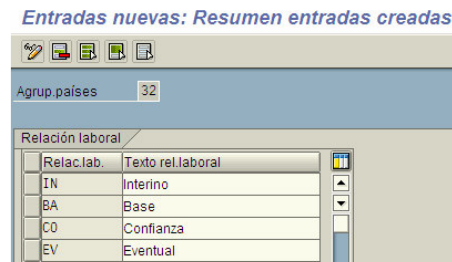 Entradas nuevas: Resumen entradas creadas
Agrup.países 32
Relación laboral
Relac.lab. Texto rel.laboral
IN Interino
BA Base
CO Confianza
EV Eventual